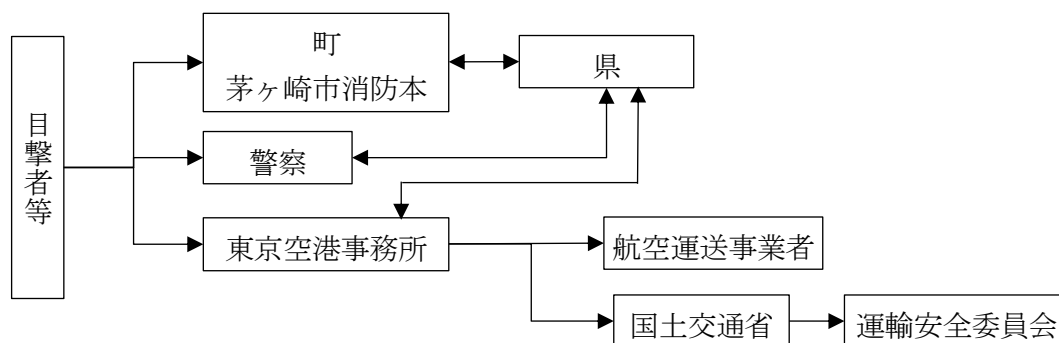 目撃者等
町
茅ヶ崎市消防本
県
警察
東京空港事務所
航空運送事業者
国土交通省
運輸安全委員会